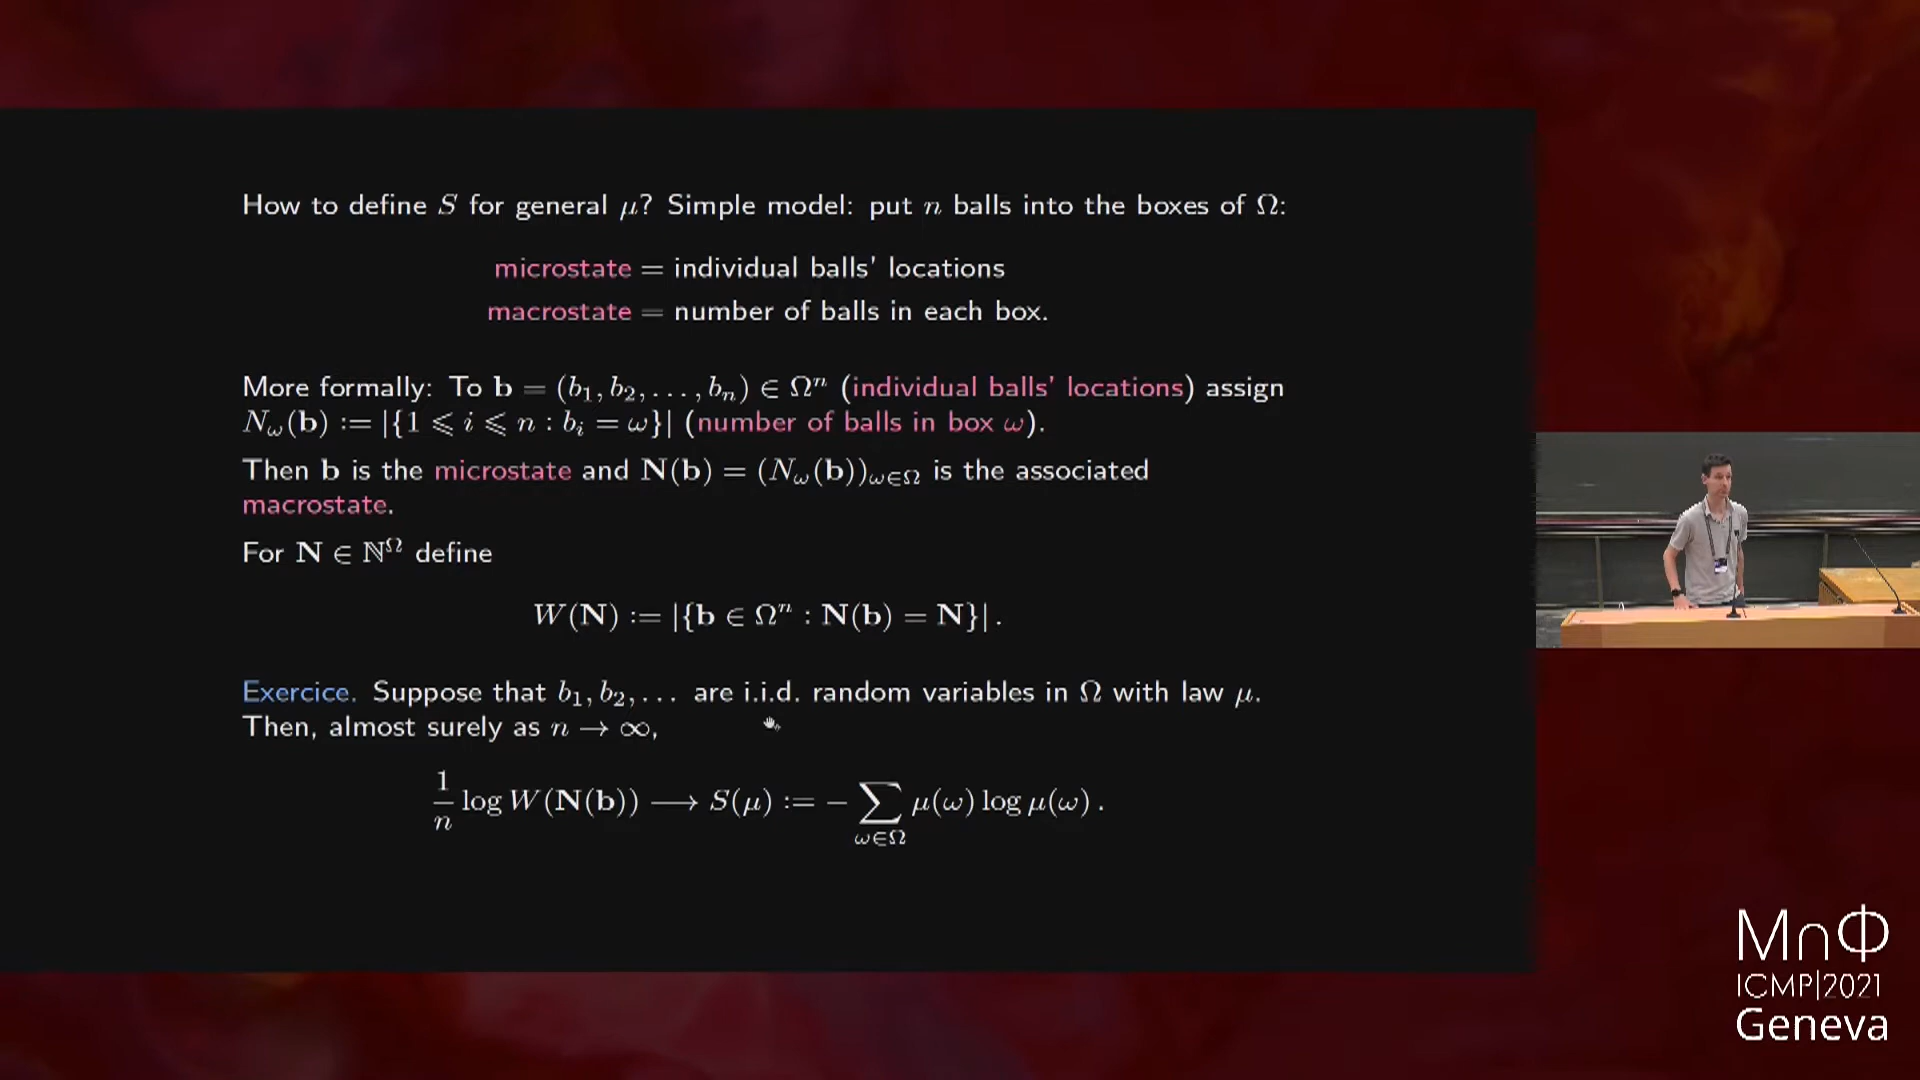 How to define S for general μ? Simple model: put n balls into the boxes of Ω:
microstate = individual balls' locations
macrostate = number of balls in each box.
More formally: To b = (b₁, b₂, . . . , bₙ) ∈ Ωⁿ (individual balls' locations) assign
N_ω(b) := |{1 ⩽ i ⩽ n : bᵢ = ω}| (number of balls in box ω).
Then b is the microstate and N(b) = (N_ω(b))_ω∈Ω is the associated
macrostate.
For N ∈ ℕ^Ω define
W(N) := |{b ∈ Ωⁿ : N(b) = N}| .
Exercice. Suppose that b₁, b₂, . . . are i.i.d. random variables in Ω with law μ.
Then, almost surely as n → ∞,
1/n log W(N(b)) ⟶ S(μ) := − ∑_ω∈Ω μ(ω) log μ(ω) .
M∩Φ
ICMP|2021
Geneva